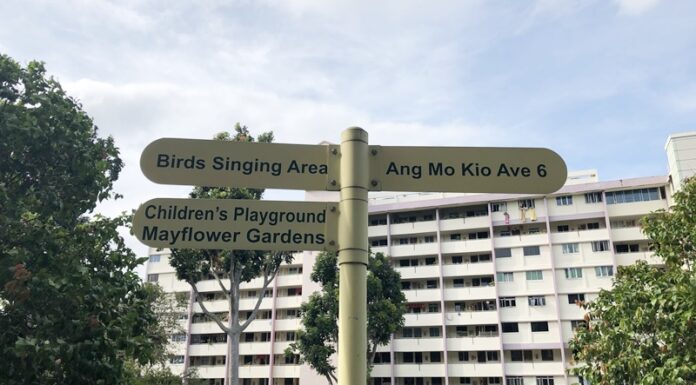 Birds Singing Area
Ang Mo Kio Ave 6
Children's Playground
Mayflower Gardens